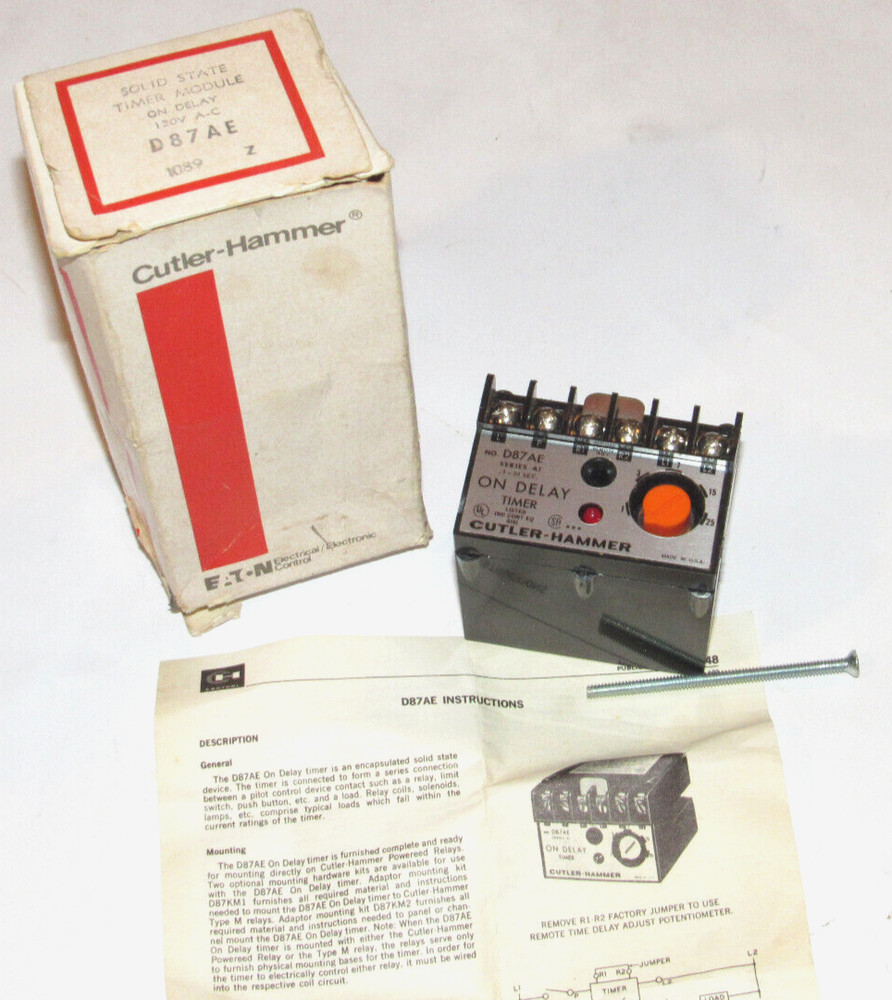 SOLID STATE
TIMER MODULE
ON DELAY
120V A-C
D87AE
1089 Z
Cutler-Hammer®
EATON Electrical/Electronic
Control
NO. D87AE
SERIES A1
ON DELAY
TIMER
LISTED
IND CONT EQ
UL
SA
15
25
CUTLER-HAMMER
MADE IN U.S.A.
48
D87AE INSTRUCTIONS
DESCRIPTION
General
The D87AE On Delay timer is an encapsulated solid state
device. The timer is connected to form a series connection
between a pilot control device contact such as a relay, limit
switch, push button, etc. and a load. Relay coils, solenoids,
lamps, etc. comprise typical loads which fall within the
current ratings of the timer.
Mounting
The D87AE On Delay timer is furnished complete and ready
for mounting directly on Cutler-Hammer Powereed Relays.
Two optional mounting hardware kits are available for use
with the D87AE On Delay timer. Adaptor mounting kit
D87KM1 furnishes all required material and instructions
needed to mount the D87AE On Delay timer to Cutler-Hammer
Type M relays. Adaptor mounting kit D87KM2 furnishes all
required material and instructions needed to panel or chan-
nel mount the D87AE On Delay timer. Note: When the D87AE
On Delay timer is mounted with either the Cutler-Hammer
Powereed Relay or the Type M relay, the relays serve only
to furnish physical mounting bases for the timer. In order for
the timer to electrically control either relay, it must be wired
into the respective coil circuit.
NO. D87AE
ON DELAY
TIMER
CUTLER-HAMMER
REMOVE R1-R2 FACTORY JUMPER TO USE
REMOTE TIME DELAY ADJUST POTENTIOMETER.
JUMPER
L2
R1 R2
L1
TIMER
LOAD